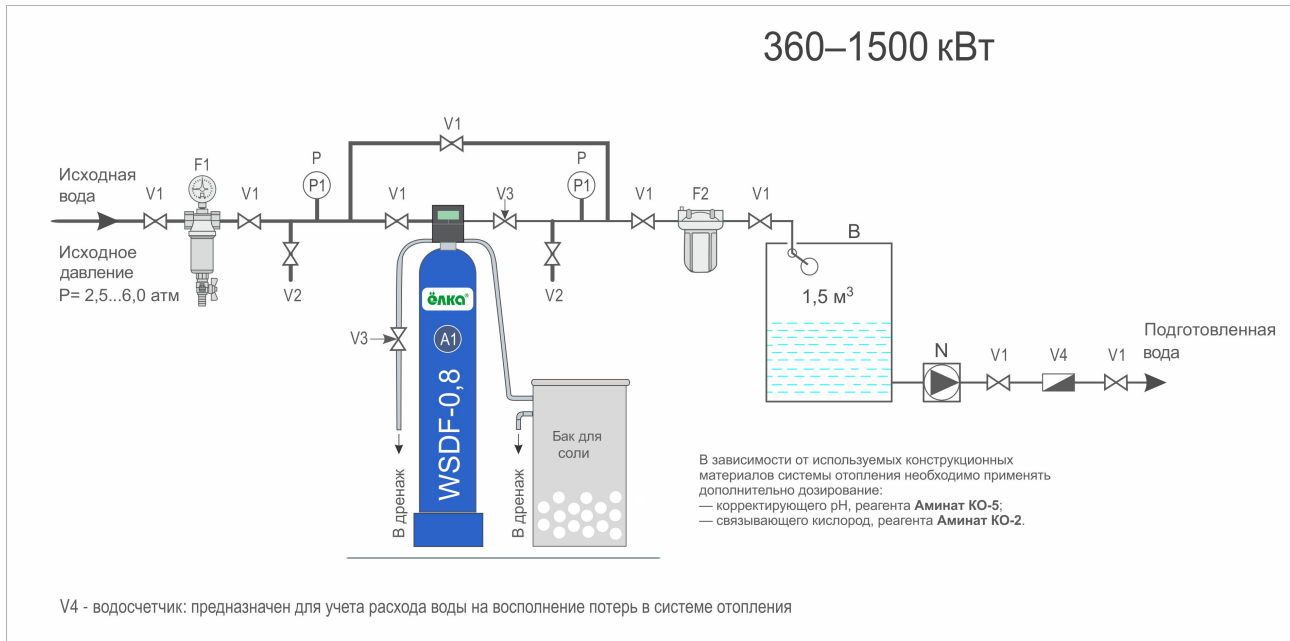 360–1500 кВт
V1
Исходная
вода
F1
V1
V1
P
P1
V1
V3
P
P1
V1
F2
V1
Исходное
давление
P= 2,5...6,0 атм
V2
V2
B
1,5 м³
ёлка®
A1
WSDF-0,8
V3
N
V1
V4
V1
Подготовленная
вода
Бак для
соли
В дренаж
В дренаж
В зависимости от используемых конструкционных
материалов системы отопления необходимо применять
дополнительно дозирование:
— корректирующего pH, реагента Аминат КО-5;
— связывающего кислород, реагента Аминат КО-2.
V4 - водосчетчик: предназначен для учета расхода воды на восполнение потерь в системе отопления